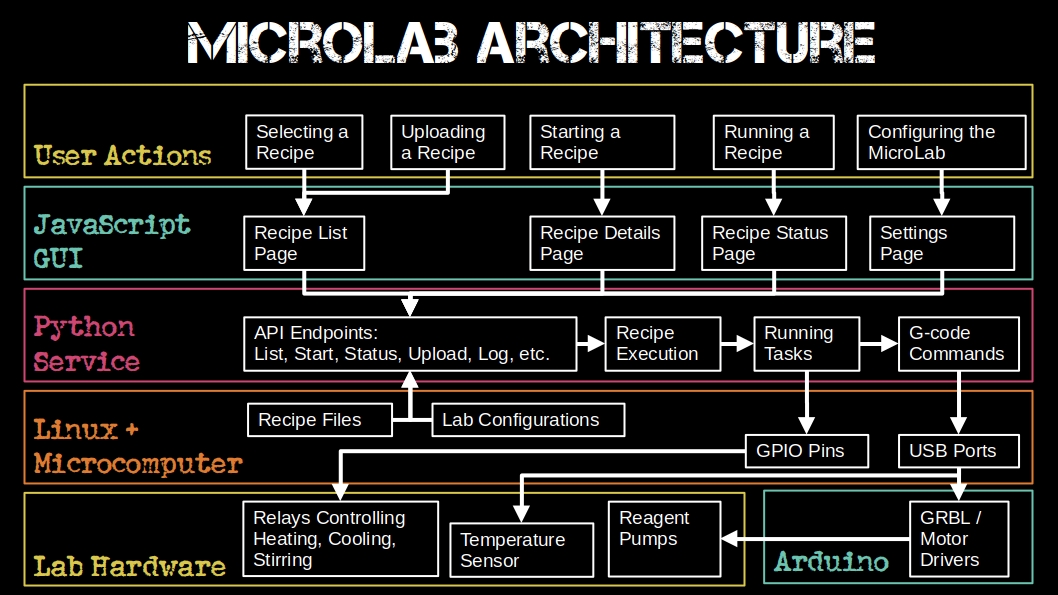 MICROLAB ARCHITECTURE
User Actions
Selecting a
Recipe
Uploading
a Recipe
Starting a
Recipe
Running a
Recipe
Configuring the
MicroLab
JavaScript
GUI
Recipe List
Page
Recipe Details
Page
Recipe Status
Page
Settings
Page
Python
Service
API Endpoints:
List, Start, Status, Upload, Log, etc.
Recipe
Execution
Running
Tasks
G-code
Commands
Linux +
Microcomputer
Recipe Files
Lab Configurations
GPIO Pins
USB Ports
Lab Hardware
Relays Controlling
Heating, Cooling,
Stirring
Temperature
Sensor
Reagent
Pumps
Arduino
GRBL /
Motor
Drivers